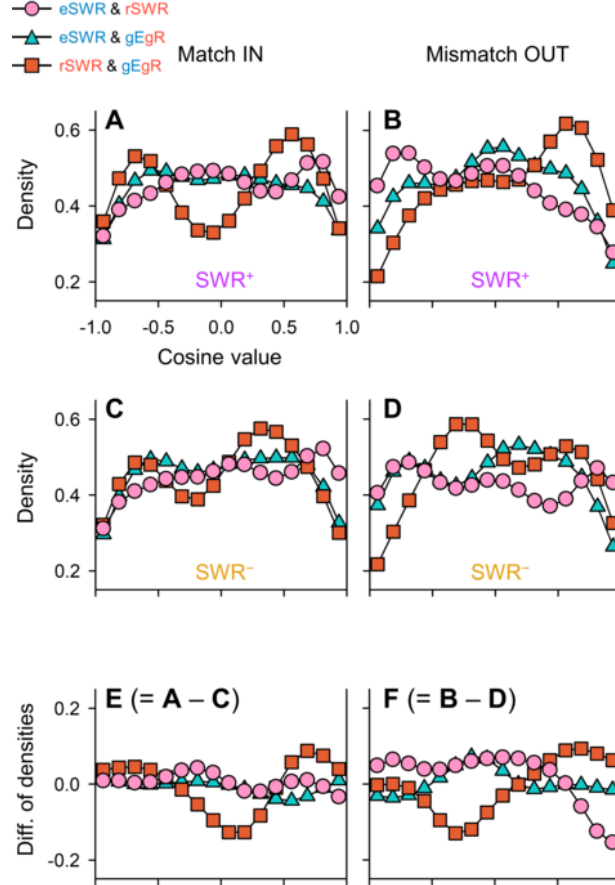 eSWR & rSWR
eSWR & gEgR
rSWR & gEgR
Match IN
Mismatch OUT
A
B
Density
0.6
0.4
0.2
SWR+
SWR+
-1.0 -0.5 0.0 0.5 1.0
Cosine value
C
D
Density
0.6
0.4
0.2
SWR−
SWR−
E (= A – C)
F (= B – D)
Diff. of densities
0.2
0.0
-0.2